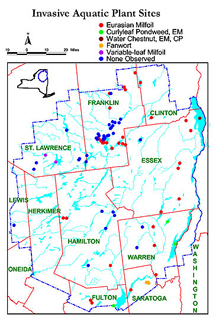 Invasive Aquatic Plant Sites
Eurasian Milfoil
Curlyleaf Pondweed, EM
Water Chestnut, EM, CP
Fanwort
Variable-leaf Milfoil
None Observed
N
10 0 10 20 Miles
FRANKLIN
CLINTON
ST. LAWRENCE
ESSEX
LEWIS
HERKIMER
HAMILTON
WARREN
ONEIDA
WASHINGTON
FULTON
SARATOGA